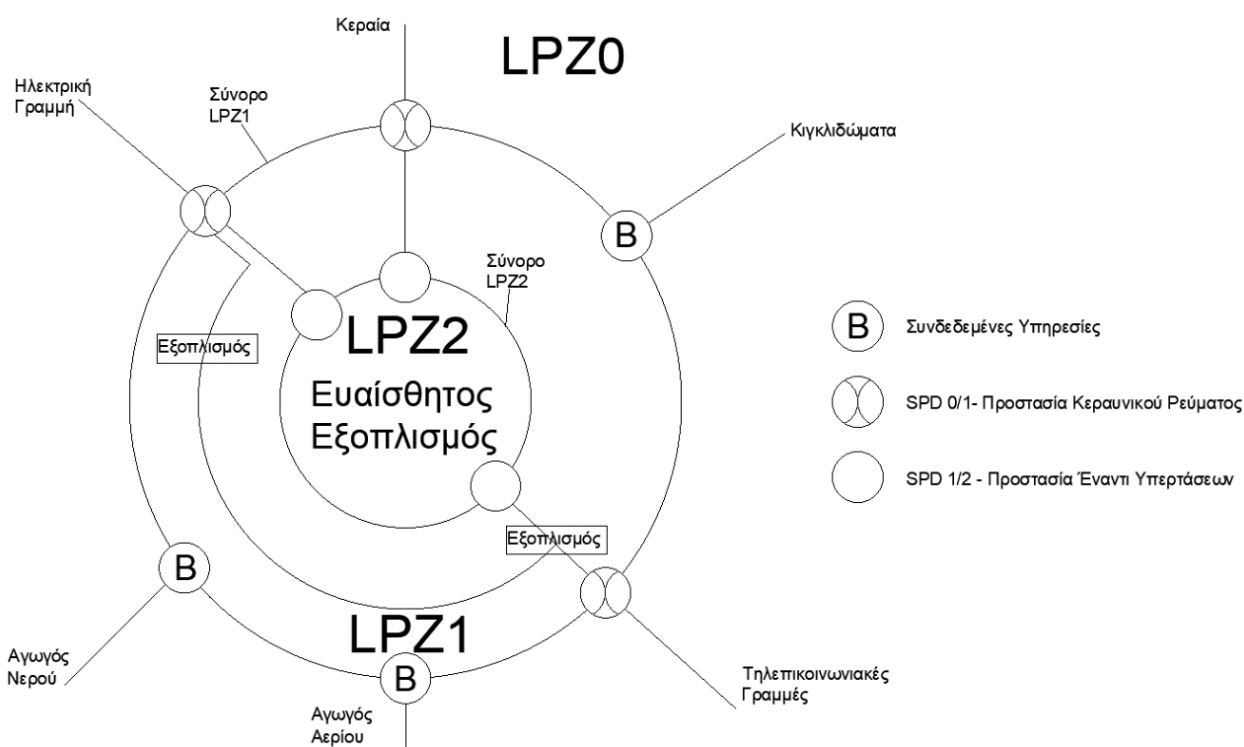 Κεραία
LPZ0
Ηλεκτρική
Γραμμή
Σύνορο
LPZ1
Κιγκλιδώματα
B
Σύνορο
LPZ2
Εξοπλισμός
LPZ2
Ευαίσθητος
Εξοπλισμός
B Συνδεδεμένες Υπηρεσίες
SPD 0/1- Προστασία Κεραυνικού Ρεύματος
SPD 1/2 - Προστασία Έναντι Υπερτάσεων
Εξοπλισμός
B
LPZ1
Αγωγός
Νερού
B
Τηλεπικοινωνιακές
Γραμμές
Αγωγός
Αερίου